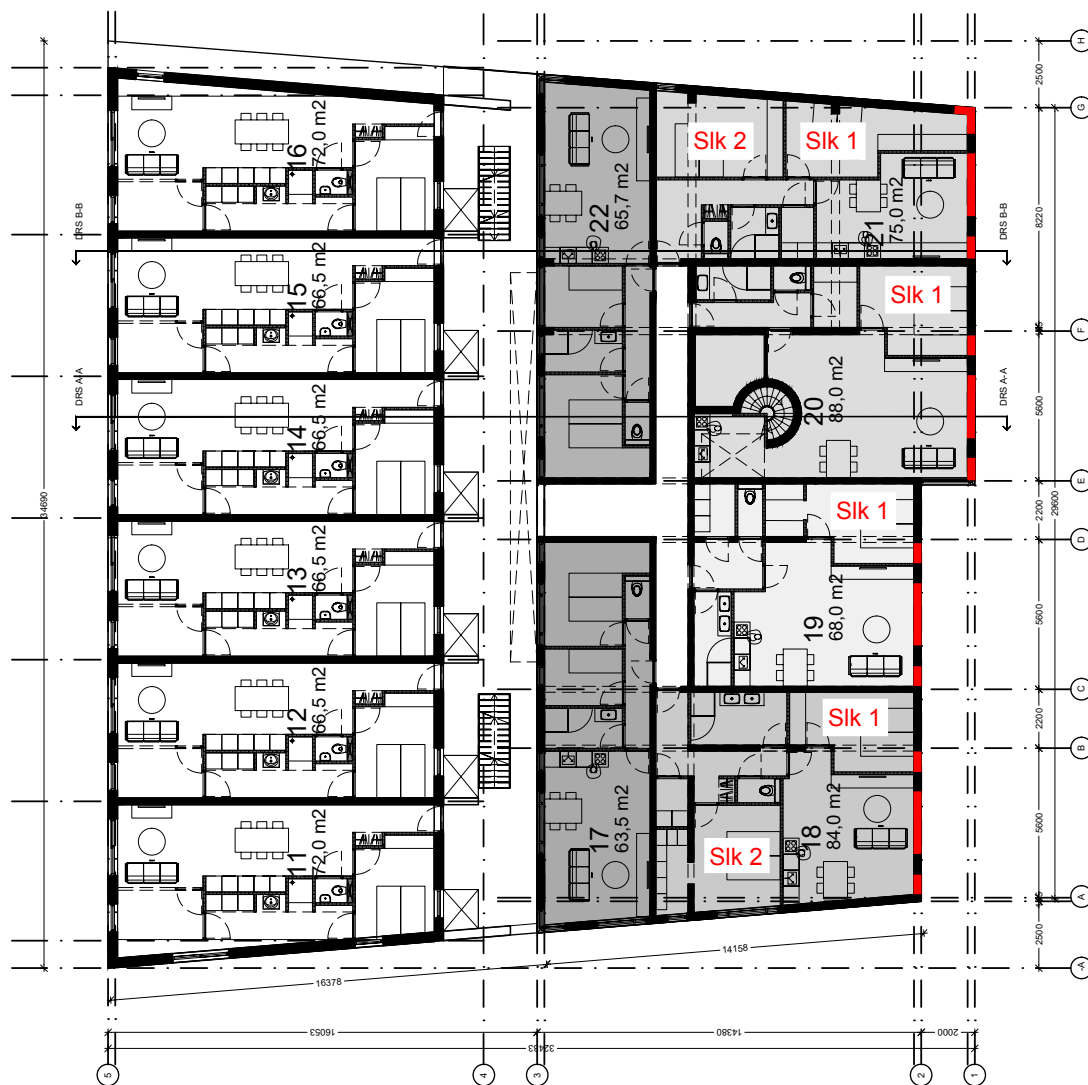 H
2500
G
16
72,0 m2
Slk 2
Slk 1
22
65,7 m2
21
75,0 m2
8220
DRS B-B
DRS B-B
15
66,5 m2
Slk 1
F
DRS A-A
DRS A-A
14
66,5 m2
20
88,0 m2
5600
E
34690
Slk 1
2200
29600
D
13
66,5 m2
19
68,0 m2
5600
C
12
66,5 m2
Slk 1
2200
B
11
72,0 m2
17
63,5 m2
Slk 2
18
84,0 m2
5600
A
2500
14158
-A
16378
16053
14380
2000
32483
5
4
3
2
1